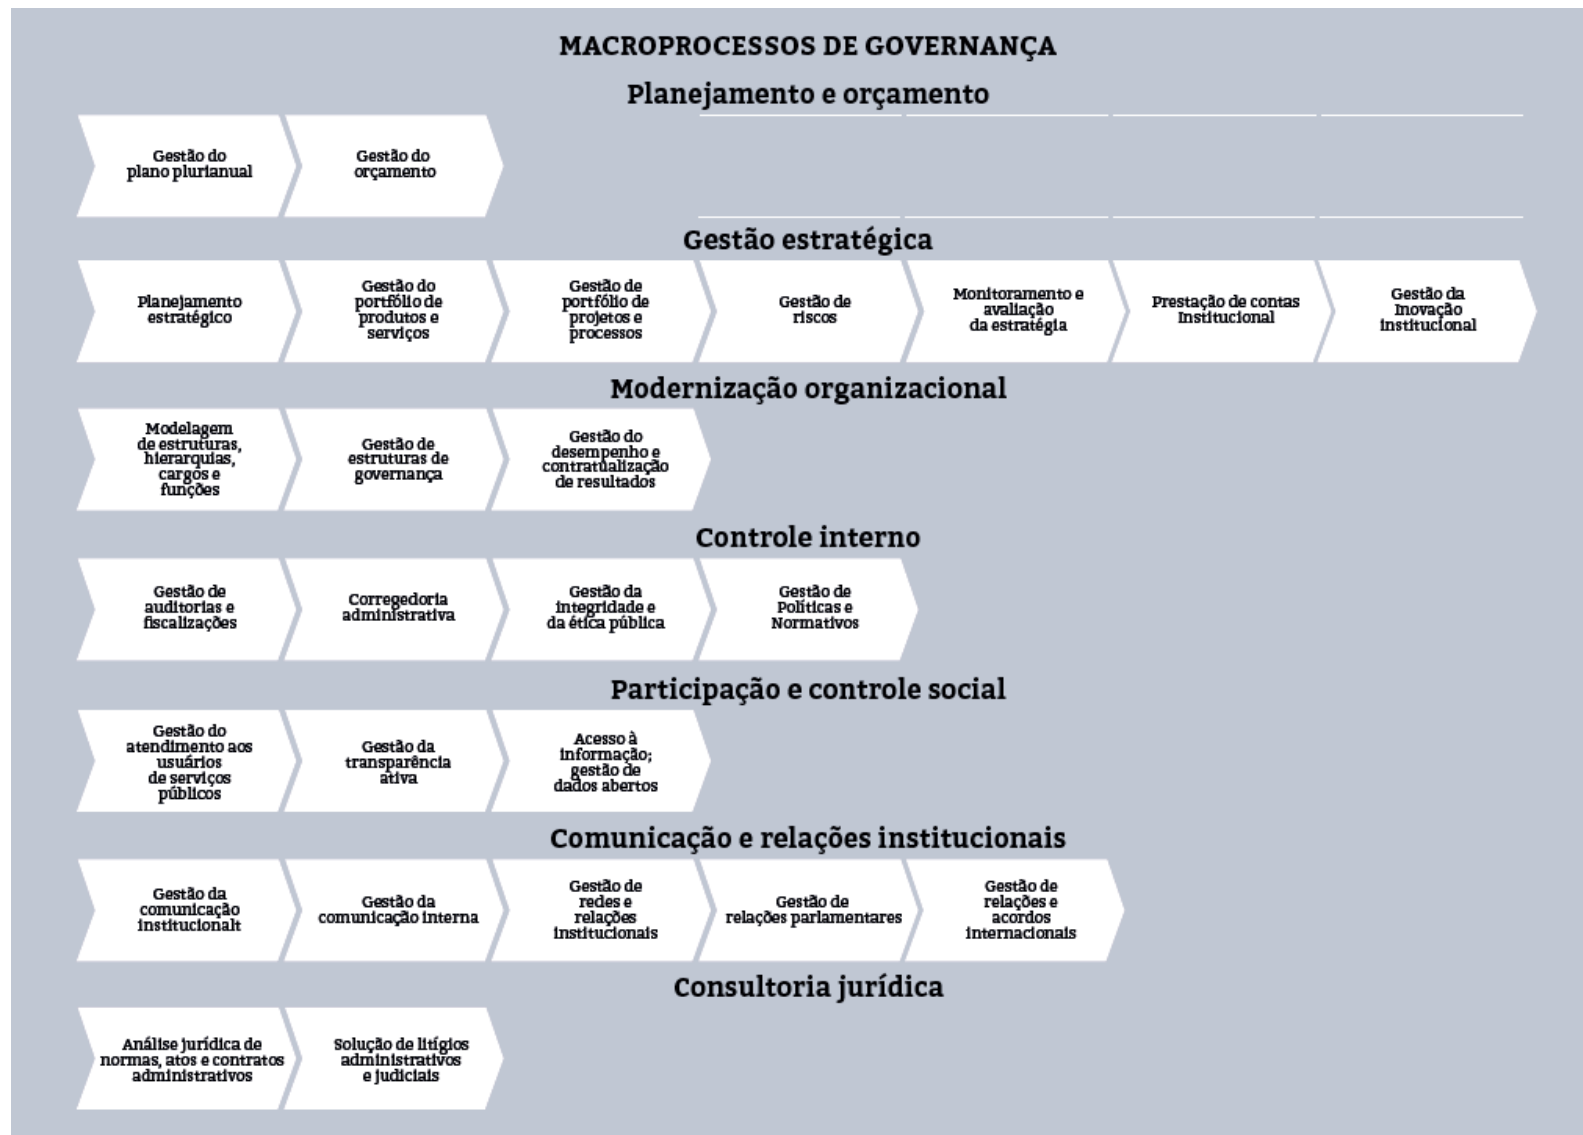 MACROPROCESSOS DE GOVERNANÇA
Planejamento e orçamento
Gestão do
plano plurianual
Gestão do
orçamento
Gestão estratégica
Planejamento
estratégico
Gestão do
portfólio de
produtos e
serviços
Gestão de
portfólio de
projetos e
processos
Gestão de
riscos
Monitoramento e
avaliação
da estratégia
Prestação de contas
Institucional
Gestão da
Inovação
institucional
Modernização organizacional
Modelagem
de estruturas,
hierarquias,
cargos e
funções
Gestão de
estruturas de
governança
Gestão do
desempenho e
contratualização
de resultados
Controle interno
Gestão de
auditorias e
fiscalizações
Corregedoria
administrativa
Gestão da
integridade e
da ética pública
Gestão de
Políticas e
Normativos
Participação e controle social
Gestão do
atendimento aos
usuários
de serviços
públicos
Gestão da
transparência
ativa
Acesso à
informação;
gestão de
dados abertos
Comunicação e relações institucionais
Gestão da
comunicação
institucionalt
Gestão da
comunicação interna
Gestão de
redes e
relações
institucionais
Gestão de
relações parlamentares
Gestão de
relações e
acordos
internacionais
Consultoria jurídica
Análise jurídica de
normas, atos e contratos
administrativos
Solução de litígios
administrativos
e judiciais